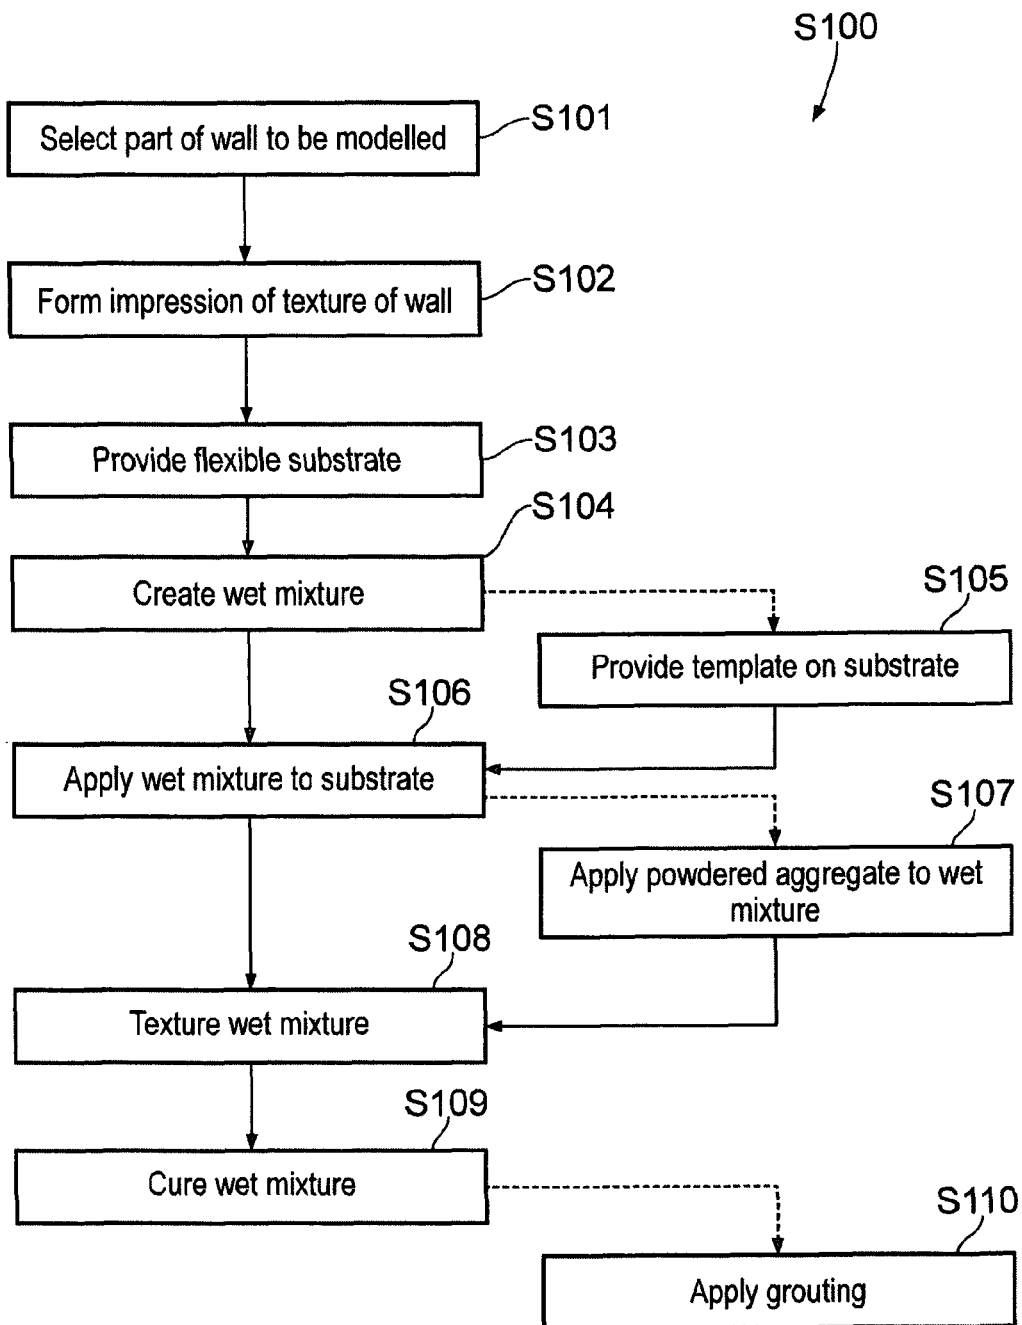 S100
Select part of wall to be modelled
S101
Form impression of texture of wall
S102
Provide flexible substrate
S103
S104
Create wet mixture
S105
Provide template on substrate
S106
Apply wet mixture to substrate
S107
Apply powdered aggregate to wet
mixture
S108
Texture wet mixture
S109
Cure wet mixture
S110
Apply grouting